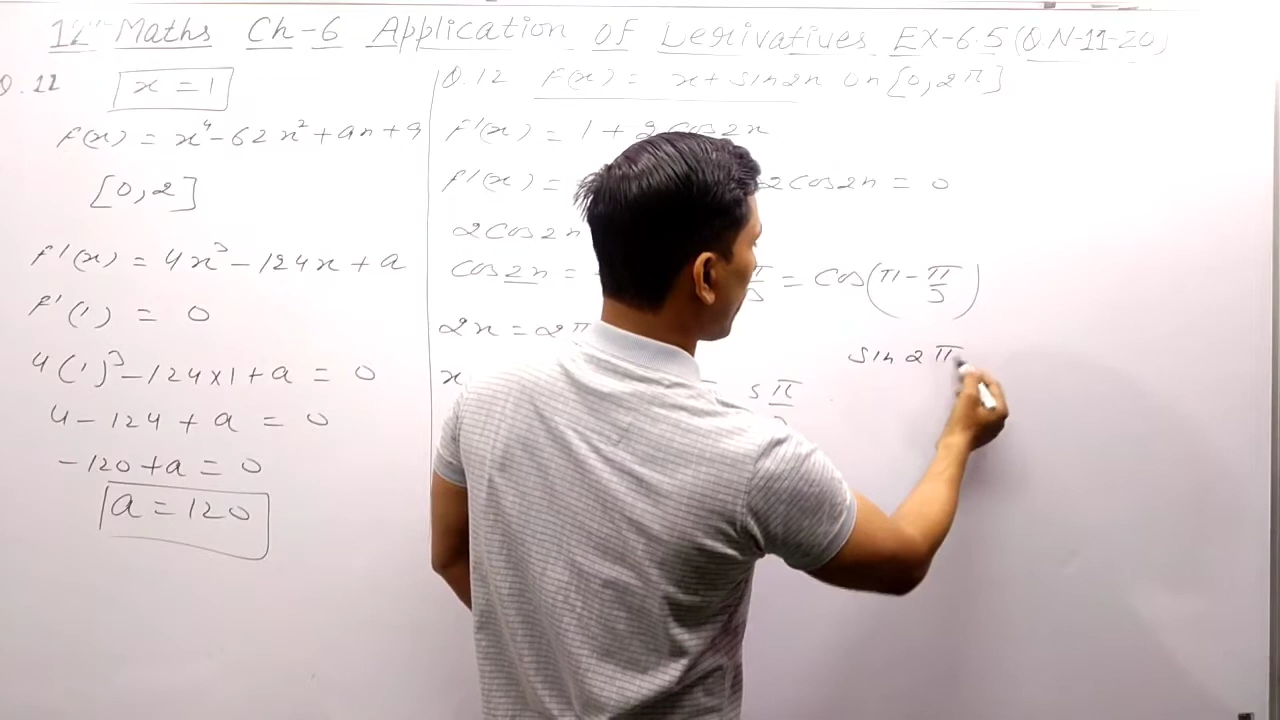 12th Maths Ch-6 Application of Derivatives EX-6.5 (Q.N-11-20)
Q.11 x = 1
f(x) = x⁴ - 62x² + ax + 9
[0,2]
f'(x) = 4x³ - 124x + a
f'(1) = 0
4(1)³ - 124×1 + a = 0
4 - 124 + a = 0
-120 + a = 0
a = 120
Q.12 f(x) = x + sin2x on [0, 2π]
f'(x) = 1 + 2cos2x
f'(x) = 2cos2x = 0
2cos2x
cos2x = π/3 = cos(π - π/3)
2x = 2π
x 5π
sin 2π